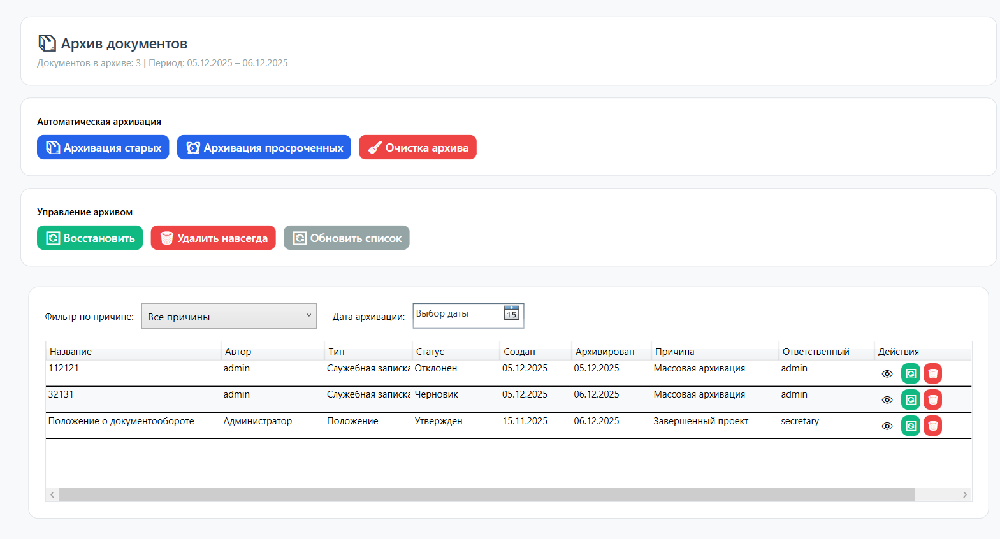 Архив документов
Документов в архиве: 3 | Период: 05.12.2025 – 06.12.2025
Автоматическая архивация
Архивация старых Архивация просроченных Очистка архива
Управление архивом
Восстановить Удалить навсегда Обновить список
Фильтр по причине: Все причины Дата архивации: Выбор даты 15
Название Автор Тип Статус Создан Архивирован Причина Ответственный Действия
112121 admin Служебная записка Отклонен 05.12.2025 05.12.2025 Массовая архивация admin
32131 admin Служебная записка Черновик 05.12.2025 06.12.2025 Массовая архивация admin
Положение о документообороте Администратор Положение Утвержден 15.11.2025 06.12.2025 Завершенный проект secretary